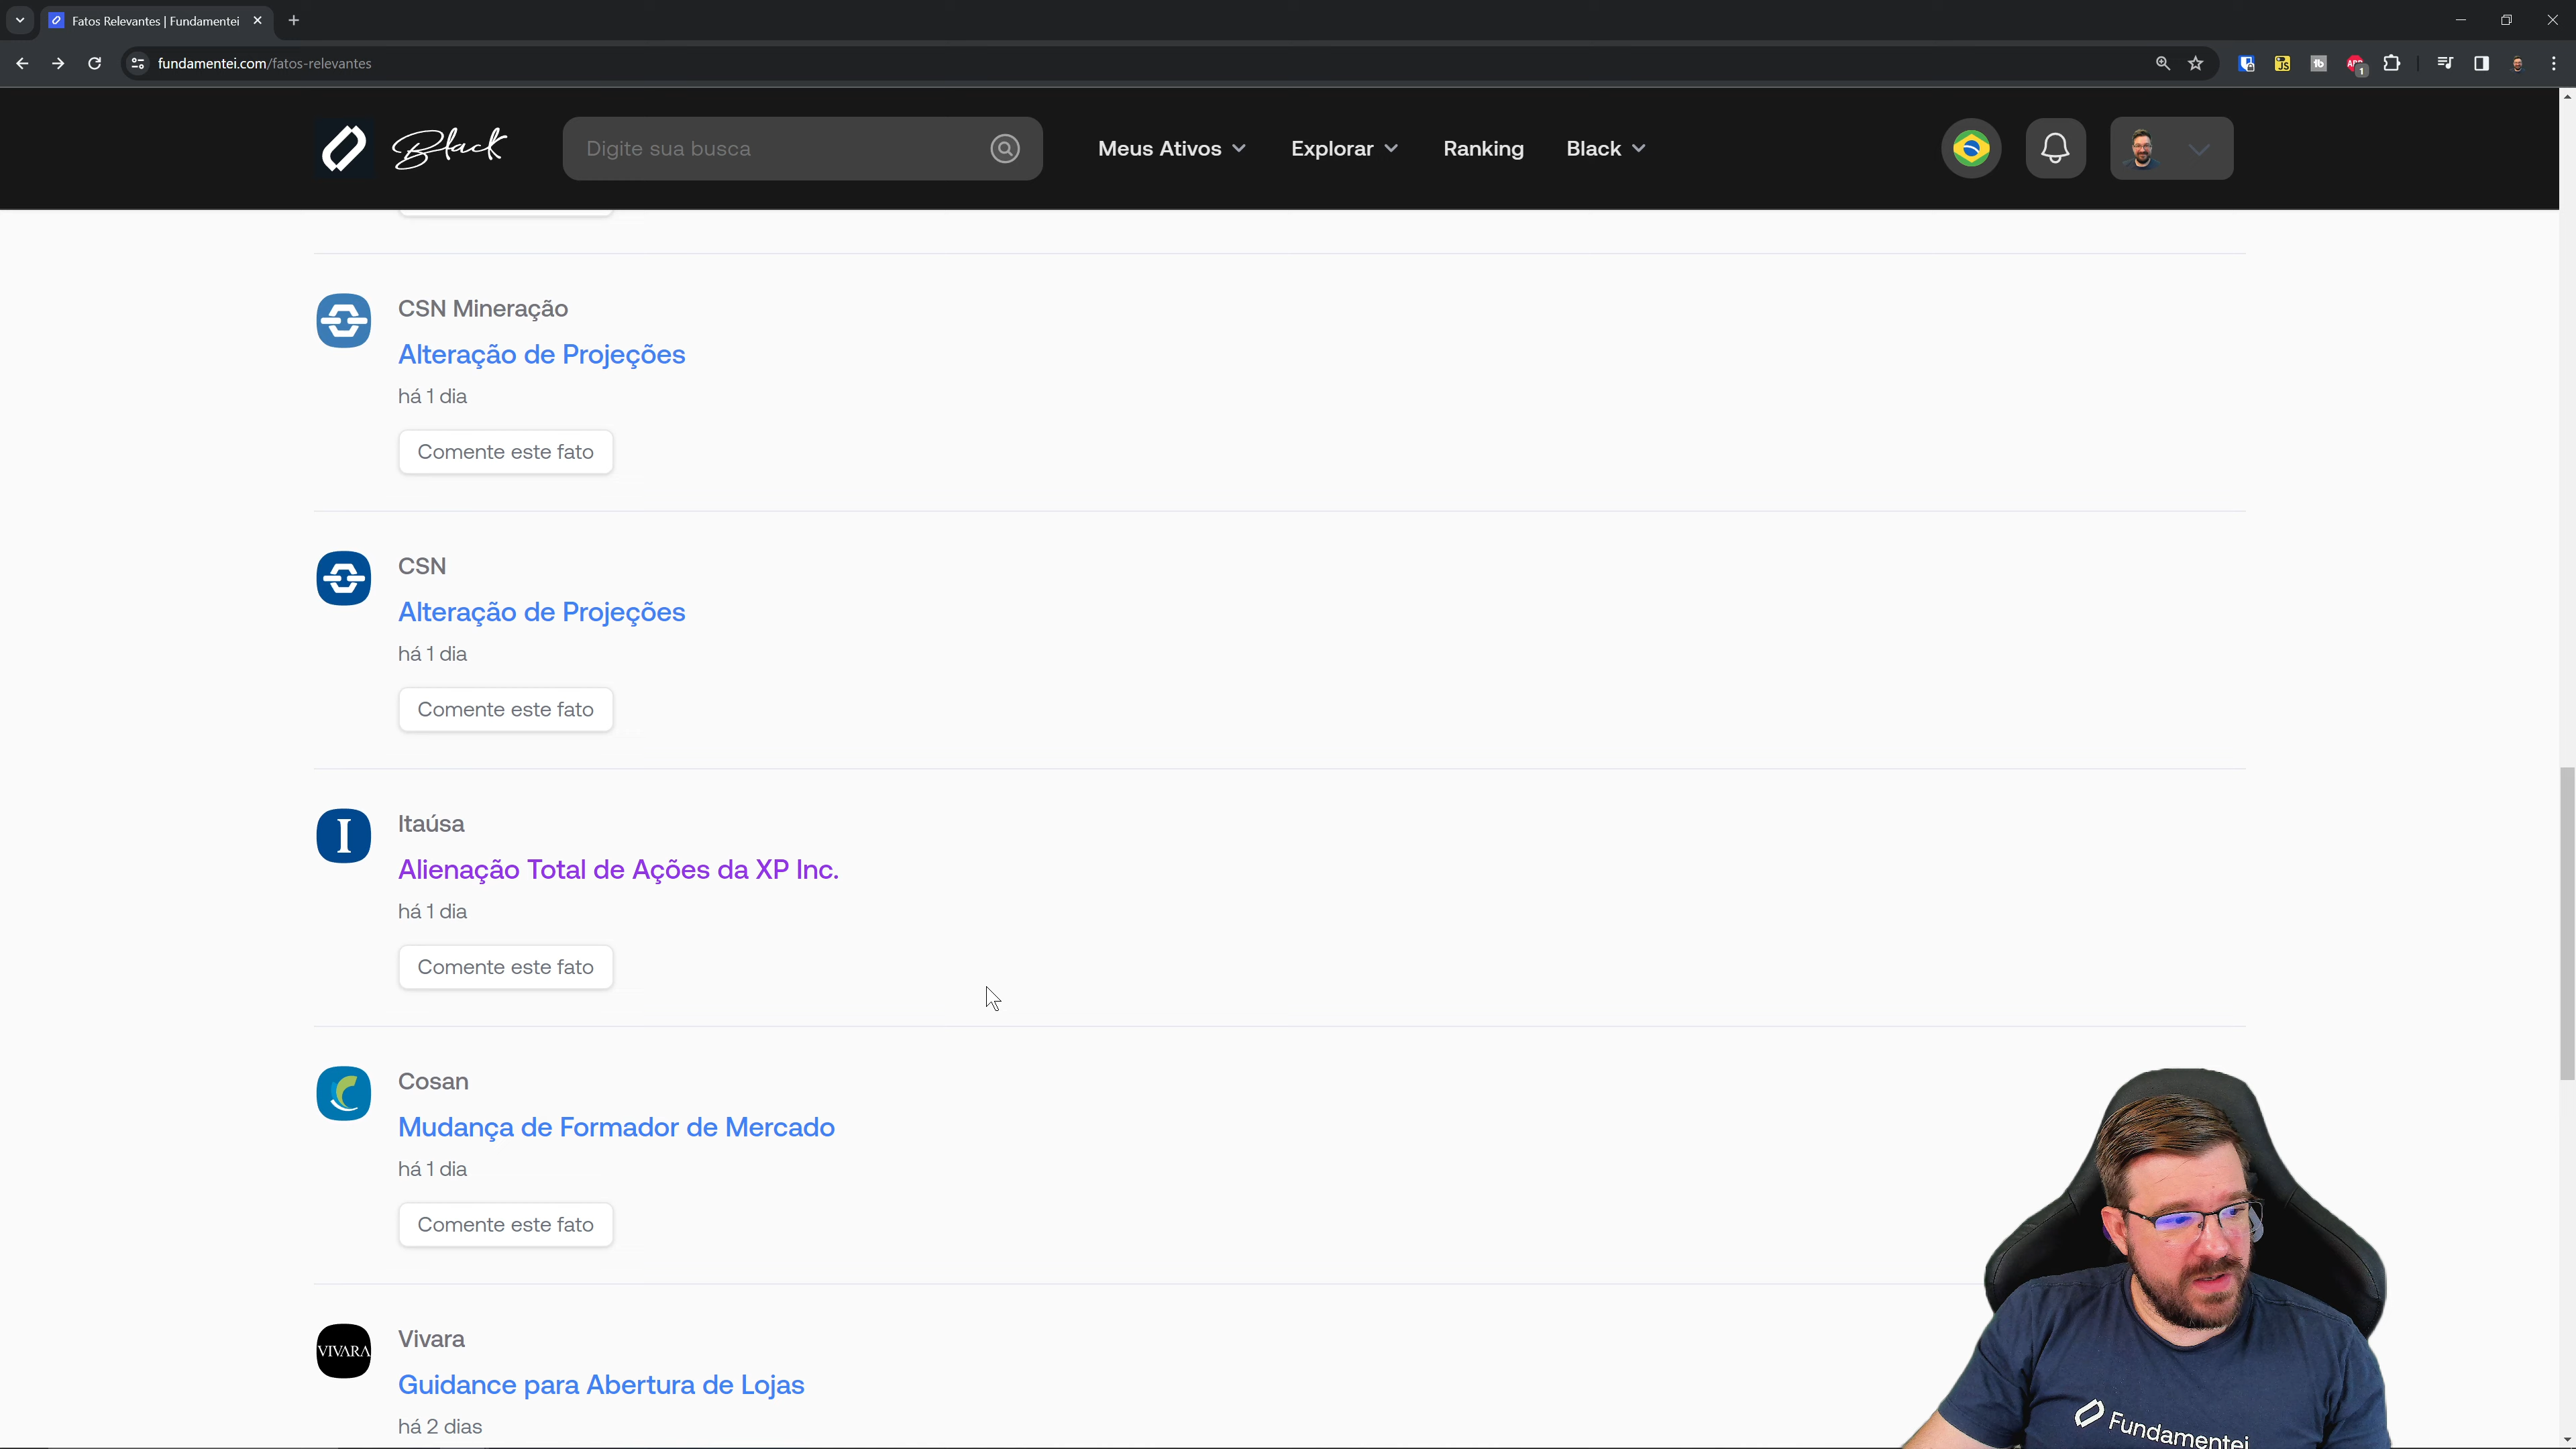 Fatos Relevantes | Fundamentei
fundamentei.com/fatos-relevantes
1
Black
Digite sua busca
Meus Ativos
Explorar
Ranking
Black
CSN Mineração
Alteração de Projeções
há 1 dia
Comente este fato
CSN
Alteração de Projeções
há 1 dia
Comente este fato
I
Itaúsa
Alienação Total de Ações da XP Inc.
há 1 dia
Comente este fato
Cosan
Mudança de Formador de Mercado
há 1 dia
Comente este fato
VIVARA
Vivara
Guidance para Abertura de Lojas
há 2 dias
Fundamentei